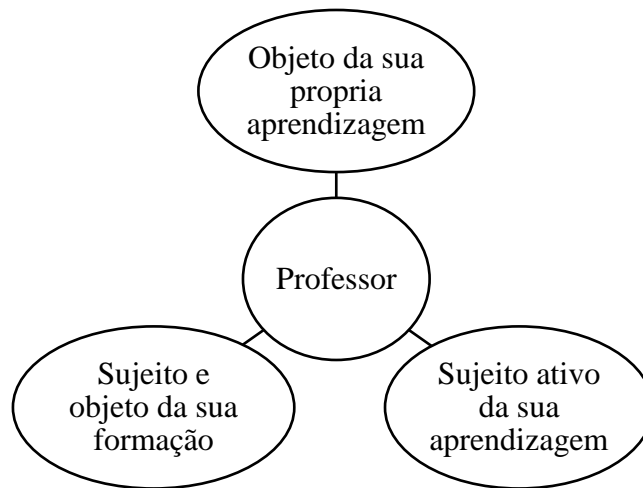 Objeto da sua
propria
aprendizagem
Professor
Sujeito e
objeto da sua
formação
Sujeito ativo
da sua
aprendizagem